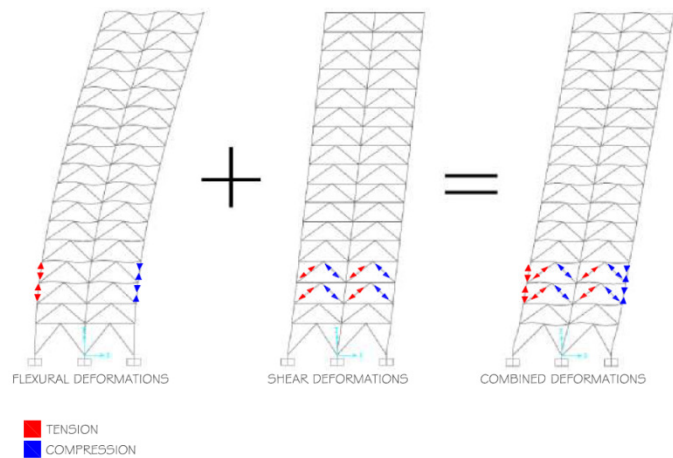 FLEXURAL DEFORMATIONS
SHEAR DEFORMATIONS
COMBINED DEFORMATIONS
TENSION
COMPRESSION